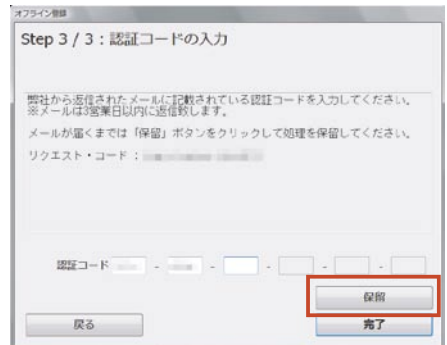 オフライン登録
Step 3 / 3：認証コードの入力
弊社から返信されたメールに記載されている認証コードを入力してください。
※メールは3営業日以内に返信致します。
メールが届くまでは「保留」ボタンをクリックして処理を保留してください。
リクエスト・コード：
認証コード - - - - -
保留
戻る
完了